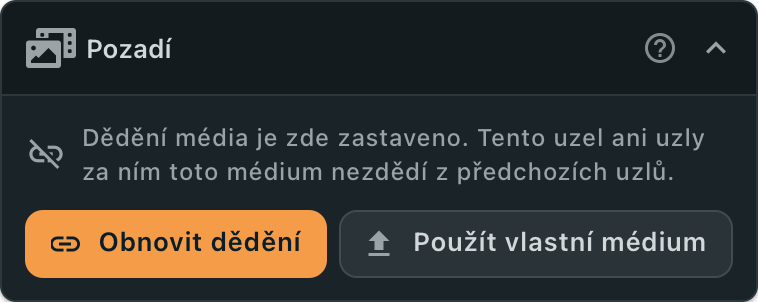 Pozadí
Dědění média je zde zastaveno. Tento uzel ani uzly
za ním toto médium nezdědí z předchozích uzlů.
Obnovit dědění
Použít vlastní médium